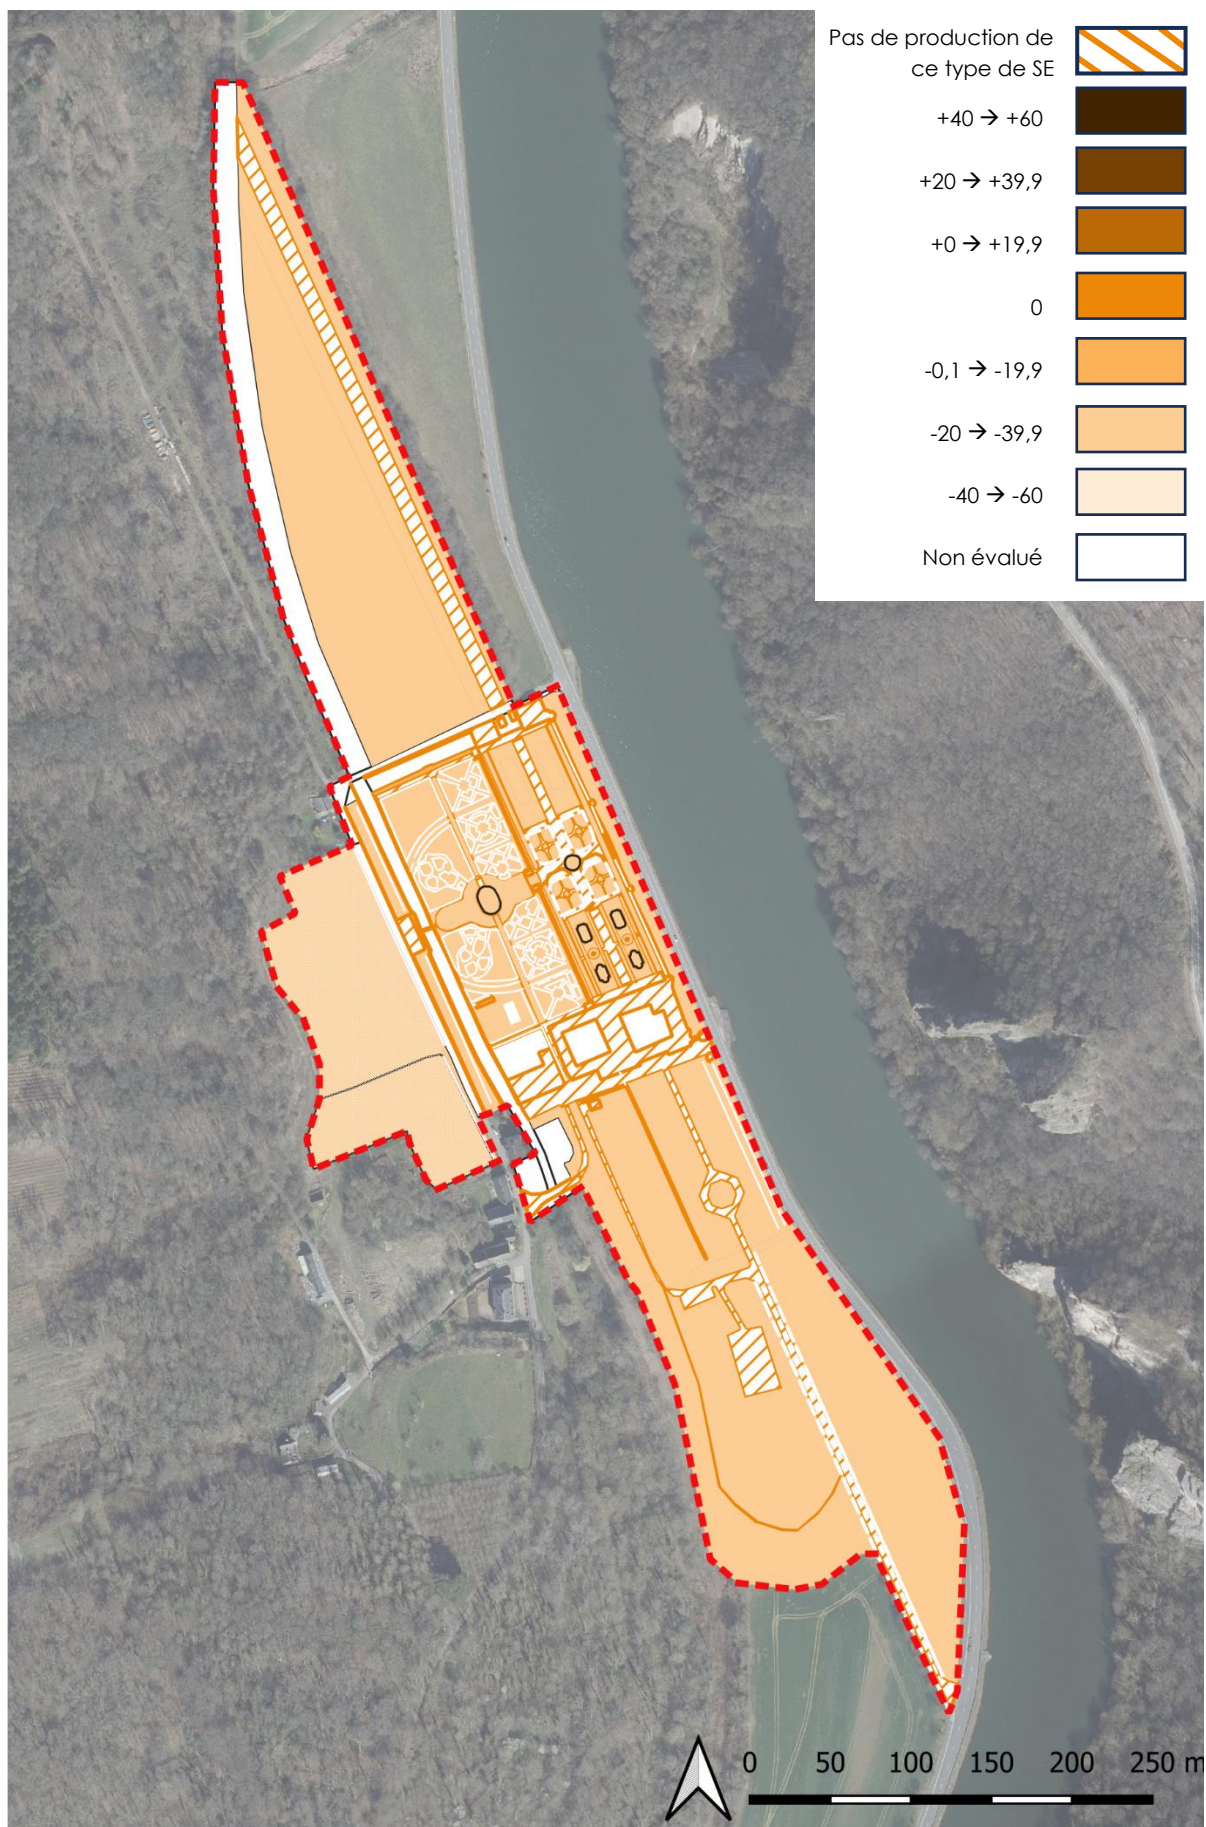 Pas de production de
ce type de SE
+40 → +60
+20 → +39,9
+0 → +19,9
0
-0,1 → -19,9
-20 → -39,9
-40 → -60
Non évalué
0 50 100 150 200 250 m